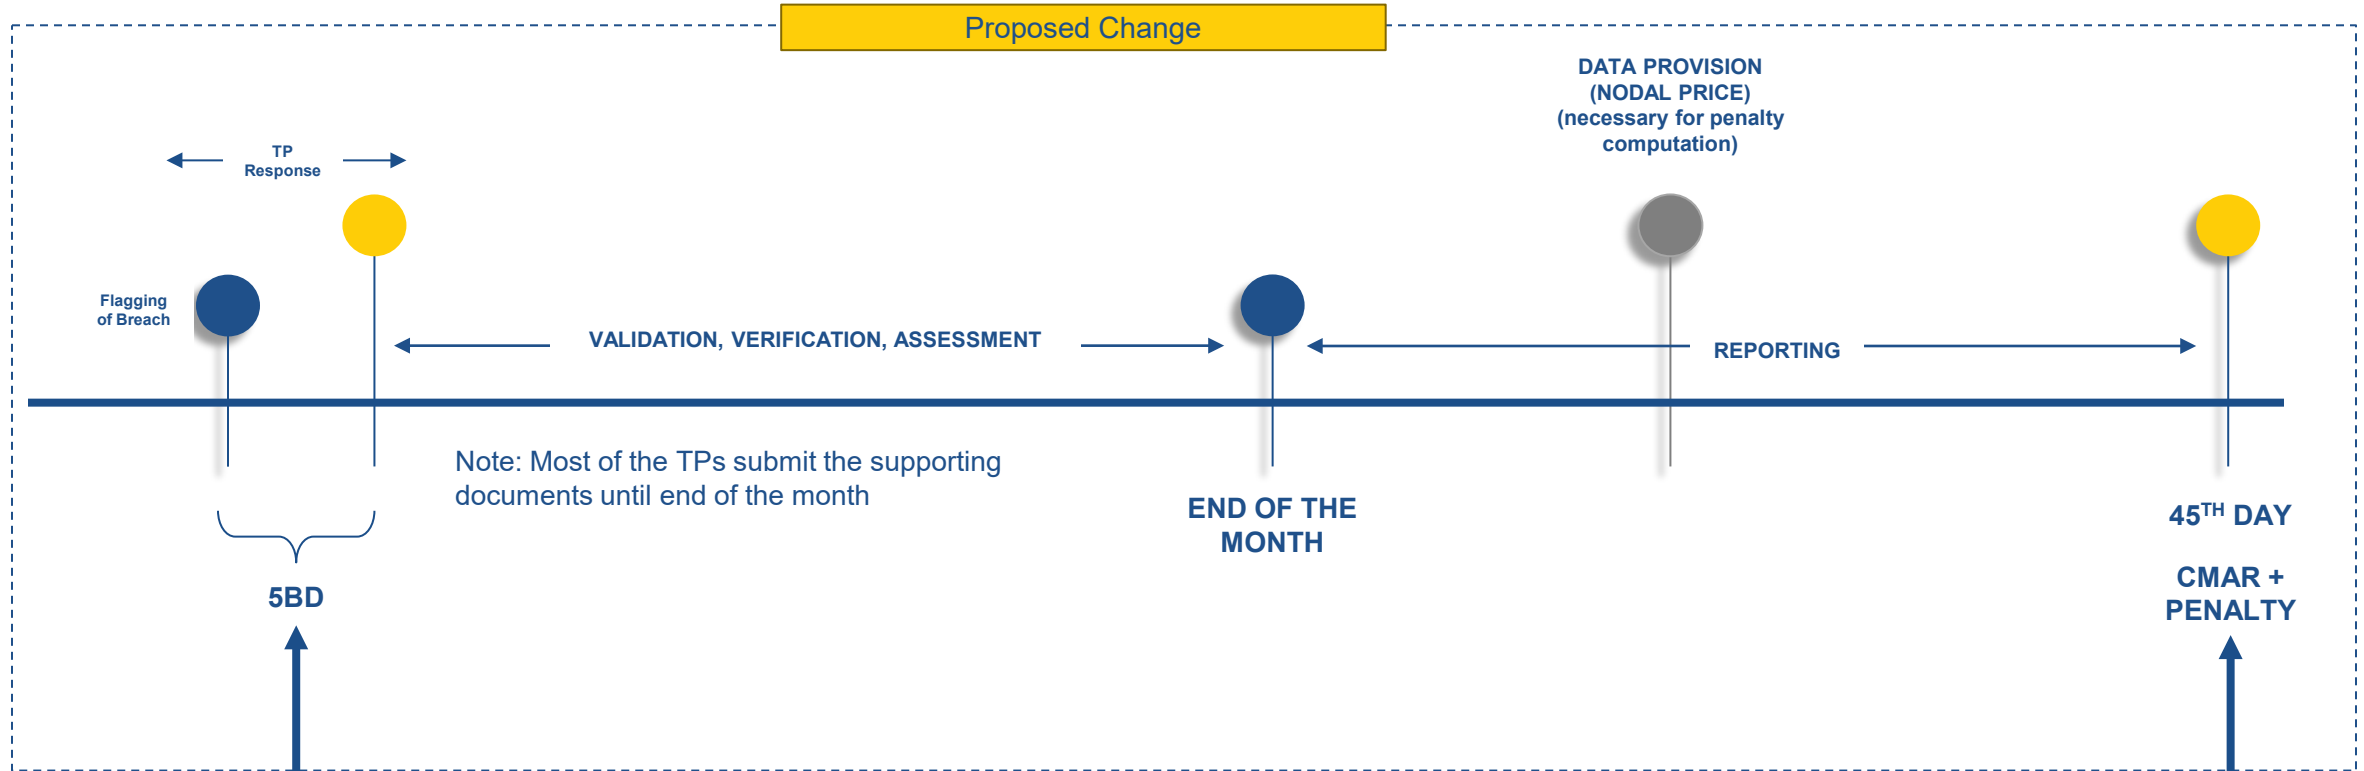 Proposed Change
DATA PROVISION
(NODAL PRICE)
(necessary for penalty
computation)
TP
Response
Flagging
of Breach
VALIDATION, VERIFICATION, ASSESSMENT
REPORTING
Note: Most of the TPs submit the supporting
documents until end of the month
END OF THE
MONTH
45TH DAY
5BD
CMAR +
PENALTY